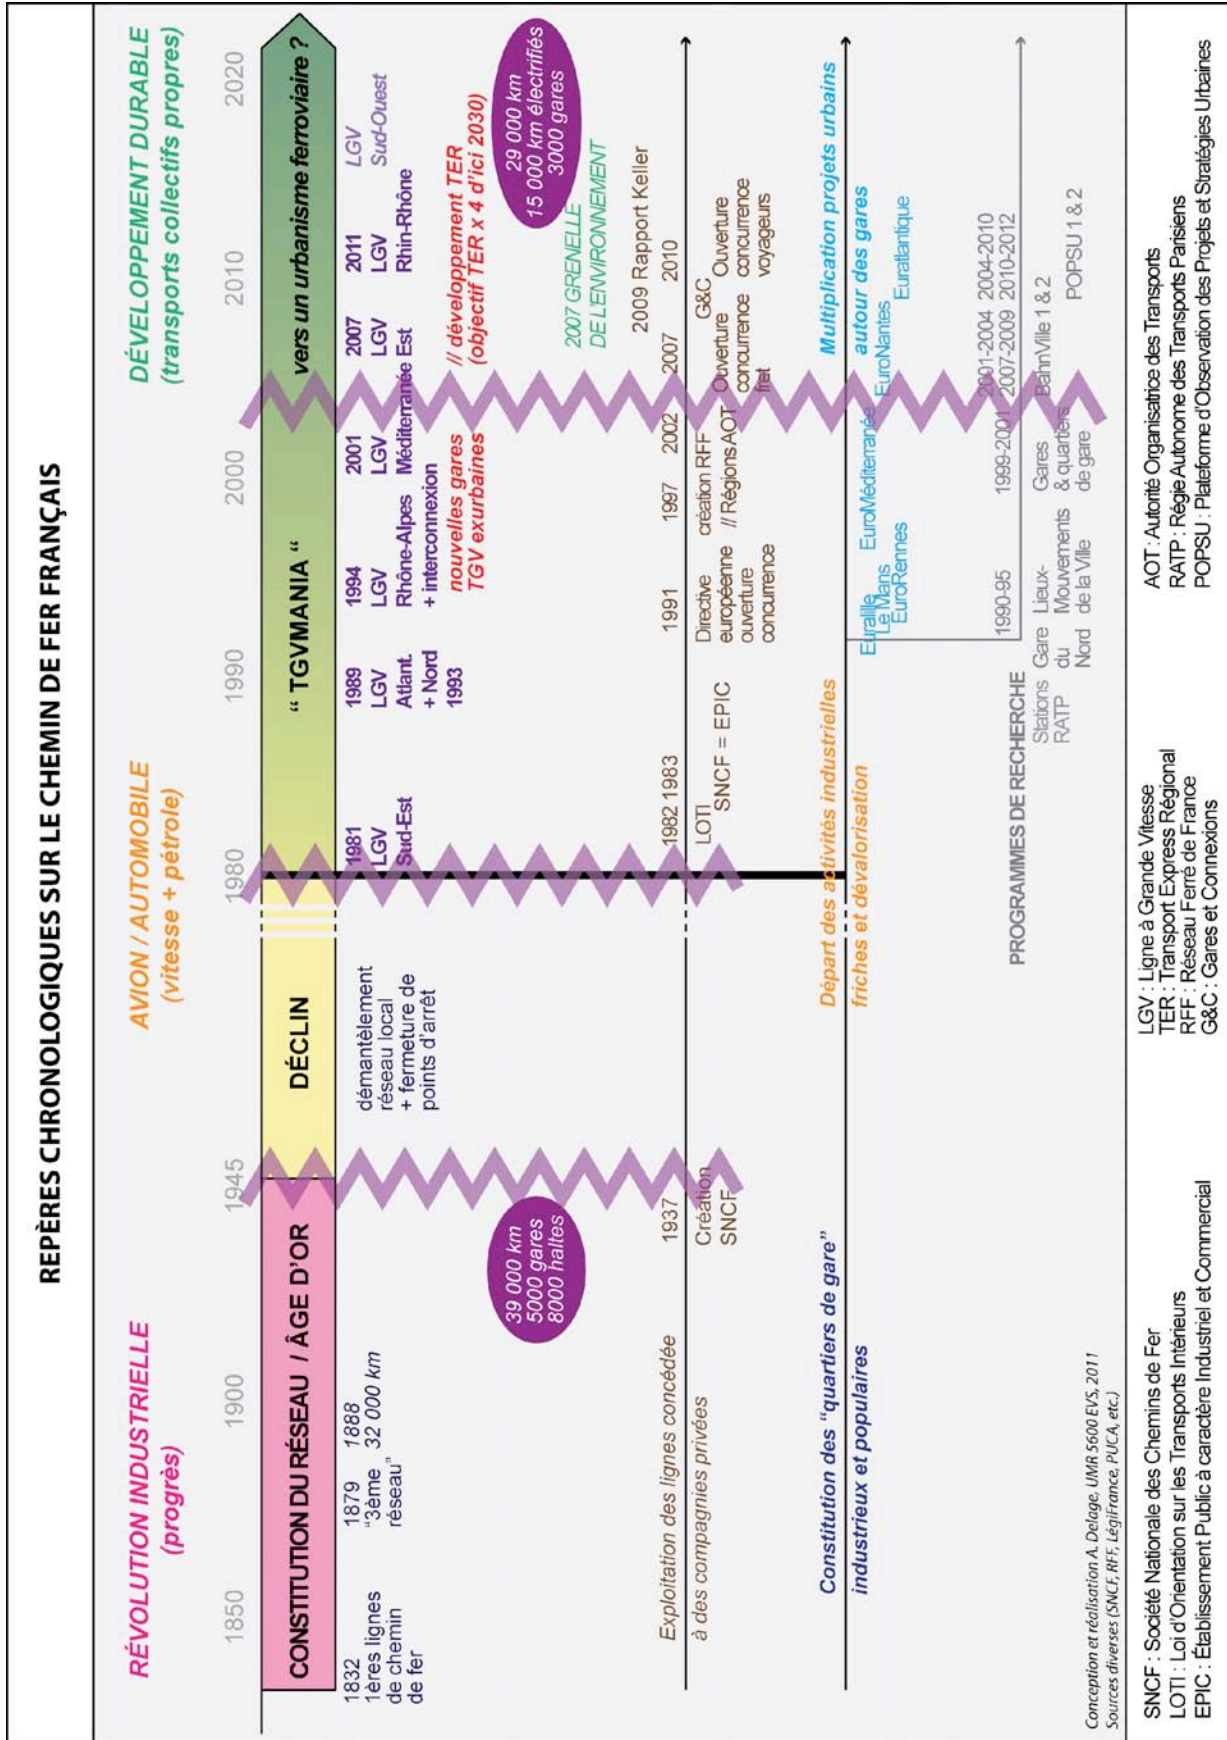 REPÈRES CHRONOLOGIQUES SUR LE CHEMIN DE FER FRANÇAIS
RÉVOLUTION INDUSTRIELLE
(progrès)
AVION / AUTOMOBILE
(vitesse + pétrole)
DÉVELOPPEMENT DURABLE
(transports collectifs propres)
1850
1900
1945
1980
1990
2000
2010
2020
CONSTITUTION DU RÉSEAU / ÂGE D'OR
DÉCLIN
“ TGVMANIA “
vers un urbanisme ferroviaire ?
1832
1ères lignes
de chemin
de fer
1879
“3ème
réseau”
1888
32 000 km
démantèlement
réseau local
+ fermeture de
points d'arrêt
1981
LGV
Sud-Est
1989
LGV
Atlant.
+ Nord
1993
1994
LGV
Rhône-Alpes
+ interconnexion
2001
LGV
Méditerranée
2007
LGV
Est
2011
LGV
Rhin-Rhône
LGV
Sud-Ouest
nouvelles gares
TGV exurbaines
// développement TER
(objectif TER x 4 d'ici 2030)
39 000 km
5000 gares
8000 haltes
29 000 km
15 000 km électrifiés
3000 gares
2007 GRENELLE
DE L'ENVIRONNEMENT
2009 Rapport Keller
Exploitation des lignes concédée
à des compagnies privées
1937
Création
SNCF
1982
LOTI
1983
SNCF = EPIC
1991
Directive
européenne
ouverture
concurrence
1997
création RFF
2002
// Régions AOT
2007
Ouverture
concurrence
fret
G&C
2010
Ouverture
concurrence
voyageurs
Constitution des “quartiers de gare”
industrieux et populaires
Départ des activités industrielles
friches et dévalorisation
Multiplication projets urbains
autour des gares
Euralille
Le Mans
EuroRennes
EuroMéditerranée
EuroNantes
Euratlantique
PROGRAMMES DE RECHERCHE
1990-95
1999-2001
2001-2004
2007-2009
2004-2010
2010-2012
Stations
RATP
Gare
du
Nord
Lieux-
Mouvements
de la Ville
Gares
& quartiers
de gare
BahnVille 1 & 2
POPSU 1 & 2
Conception et réalisation A. Delage, UMR 5600 EVS, 2011
Sources diverses (SNCF, RFF, LégiFrance, PUCA, etc.)
SNCF : Société Nationale des Chemins de Fer
LOTI : Loi d'Orientation sur les Transports Intérieurs
EPIC : Établissement Public à caractère Industriel et Commercial
LGV : Ligne à Grande Vitesse
TER : Transport Express Régional
RFF : Réseau Ferré de France
G&C : Gares et Connexions
AOT : Autorité Organisatrice des Transports
RATP : Régie Autonome des Transports Parisiens
POPSU : Plateforme d'Observation des Projets et Stratégies Urbaines